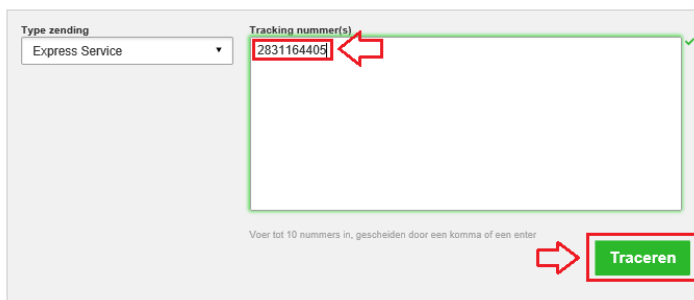 Type zending
Express Service
Tracking nummer(s)
2831164405
Voer tot 10 nummers in, gescheiden door een komma of een enter
Traceren